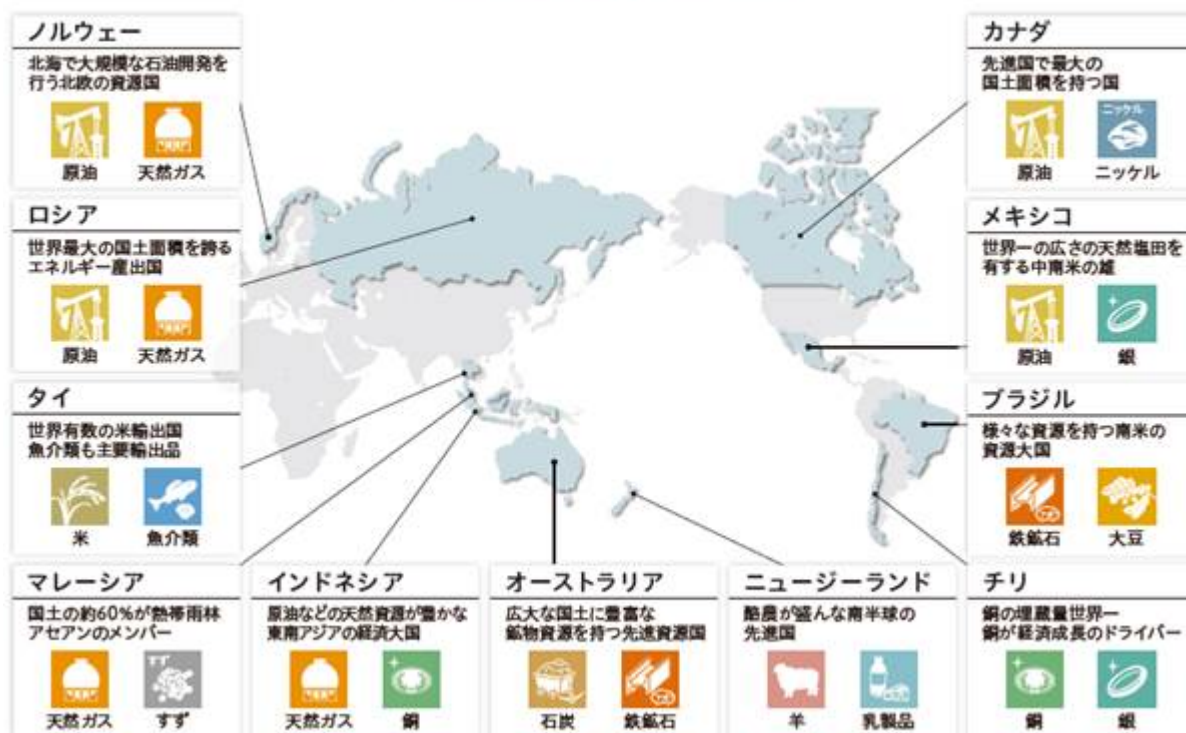 ノルウェー
北海で大規模な石油開発を
行う北欧の資源国
原油
天然ガス
ロシア
世界最大の国土面積を誇る
エネルギー産出国
原油
天然ガス
タイ
世界有数の米輸出国
魚介類も主要輸出品
米
魚介類
カナダ
先進国で最大の
国土面積を持つ国
ニッケル
原油
ニッケル
メキシコ
世界一の広さの天然塩田を
有する中南米の雄
原油
銀
ブラジル
様々な資源を持つ南米の
資源大国
鉄鉱石
大豆
マレーシア
国土の約60%が熱帯雨林
アセアンのメンバー
天然ガス
すず
すず
インドネシア
原油などの天然資源が豊かな
東南アジアの経済大国
天然ガス
銅
オーストラリア
広大な国土に豊富な
鉱物資源を持つ先進資源国
石炭
鉄鉱石
ニュージーランド
酪農が盛んな南半球の
先進国
羊
乳製品
チリ
銅の埋蔵量世界一
銅が経済成長のドライバー
銅
銀